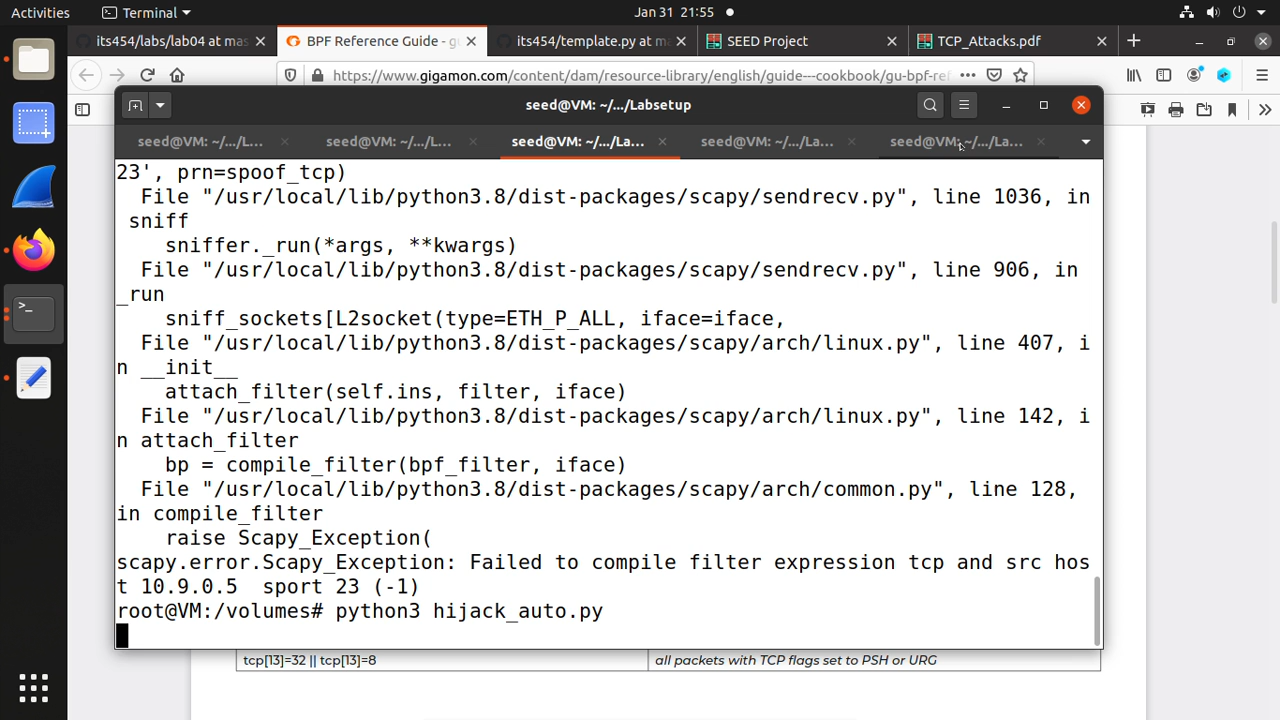 Activities
Terminal
Jan 31 21:55
its454/labs/lab04 at mas
BPF Reference Guide - g
its454/template.py at m
SEED Project
TCP_Attacks.pdf
https://www.gigamon.com/content/dam/resource-library/english/guide---cookbook/gu-bpf-ref
seed@VM: ~/.../Labsetup
seed@VM: ~/.../L...
seed@VM: ~/.../L...
seed@VM: ~/.../La...
seed@VM: ~/.../La...
seed@VM: ~/.../La...
23', prn=spoof_tcp)
  File "/usr/local/lib/python3.8/dist-packages/scapy/sendrecv.py", line 1036, in
 sniff
    sniffer._run(*args, **kwargs)
  File "/usr/local/lib/python3.8/dist-packages/scapy/sendrecv.py", line 906, in
_run
    sniff_sockets[L2socket(type=ETH_P_ALL, iface=iface,
  File "/usr/local/lib/python3.8/dist-packages/scapy/arch/linux.py", line 407, i
n __init__
    attach_filter(self.ins, filter, iface)
  File "/usr/local/lib/python3.8/dist-packages/scapy/arch/linux.py", line 142, i
n attach_filter
    bp = compile_filter(bpf_filter, iface)
  File "/usr/local/lib/python3.8/dist-packages/scapy/arch/common.py", line 128,
in compile_filter
    raise Scapy_Exception(
scapy.error.Scapy_Exception: Failed to compile filter expression tcp and src hos
t 10.9.0.5  sport 23 (-1)
root@VM:/volumes# python3 hijack_auto.py
tcp[13]=32 || tcp[13]=8
all packets with TCP flags set to PSH or URG